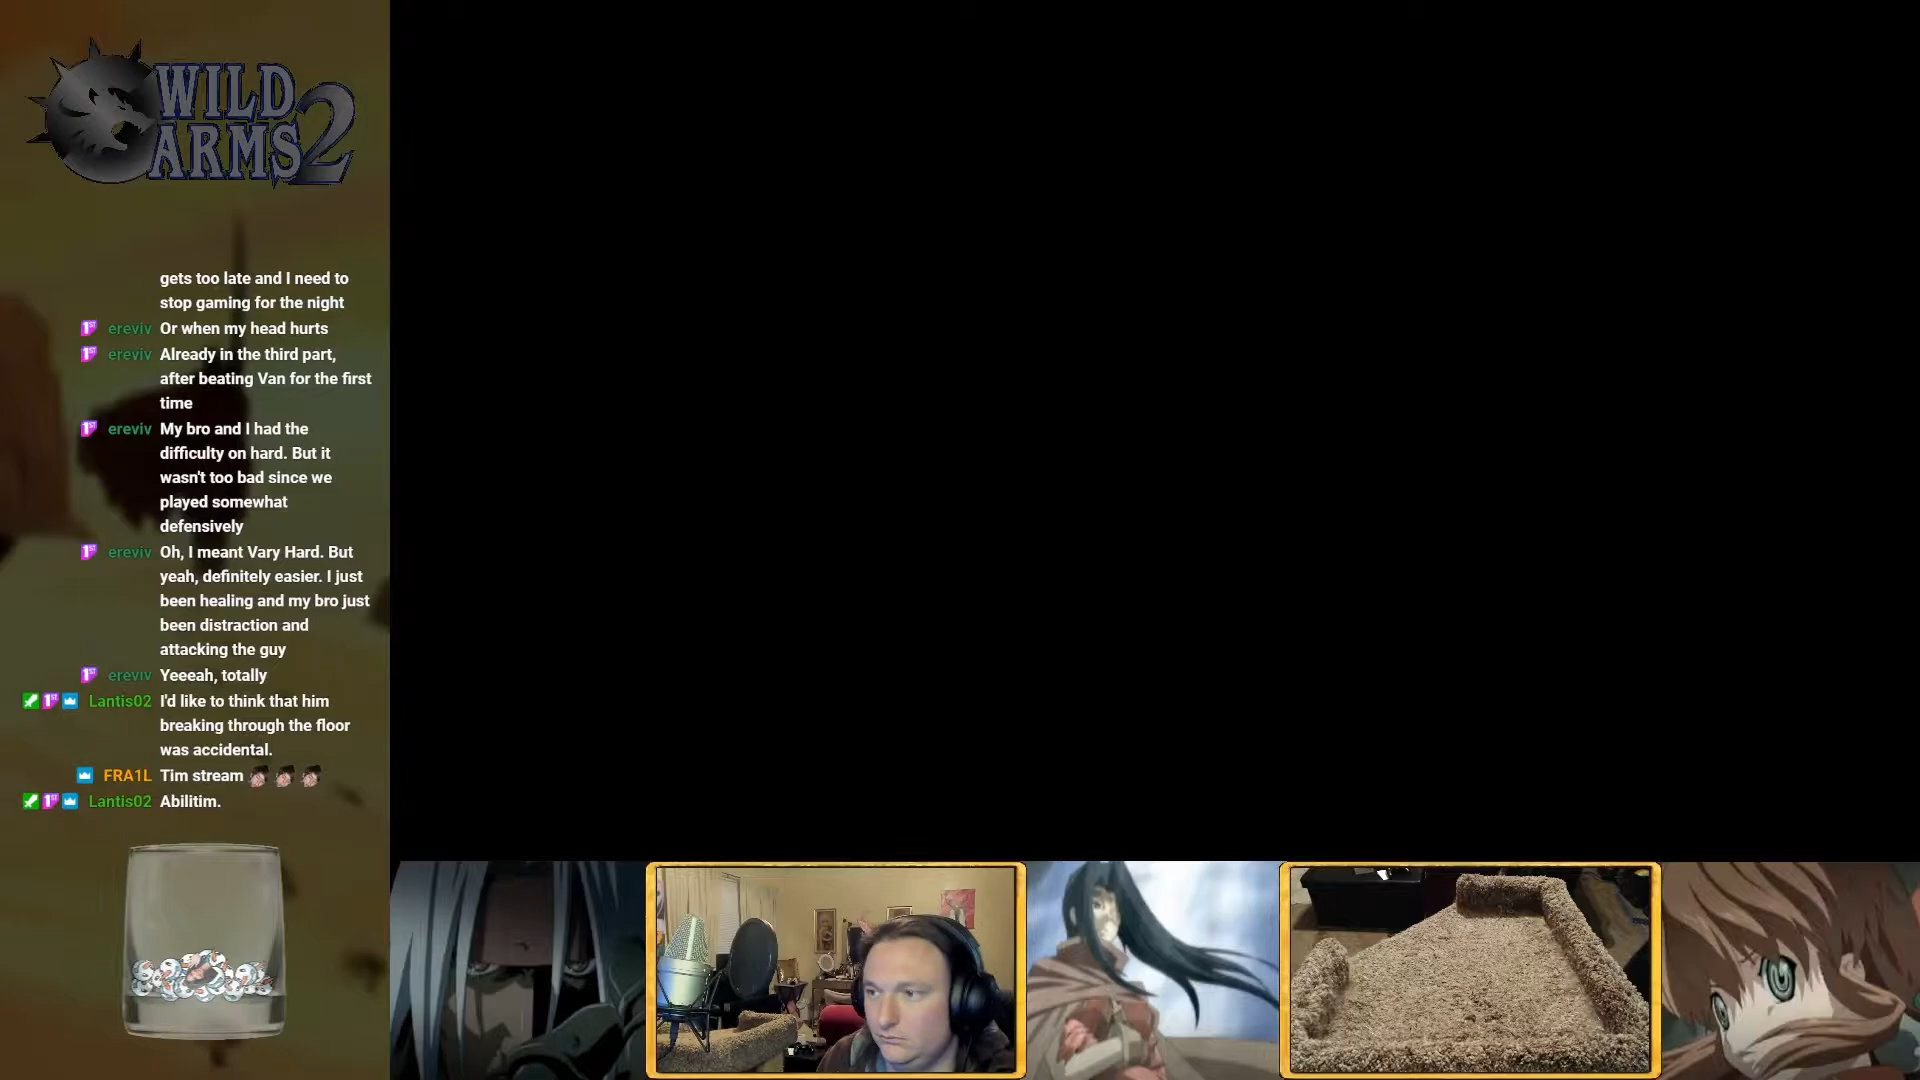 WILD
ARMS 2
gets too late and I need to
stop gaming for the night
ereviv Or when my head hurts
ereviv Already in the third part,
after beating Van for the first
time
ereviv My bro and I had the
difficulty on hard. But it
wasn't too bad since we
played somewhat
defensively
ereviv Oh, I meant Vary Hard. But
yeah, definitely easier. I just
been healing and my bro just
been distraction and
attacking the guy
ereviv Yeeeah, totally
Lantis02 I'd like to think that him
breaking through the floor
was accidental.
FRA1L Tim stream
Lantis02 Abilitim.